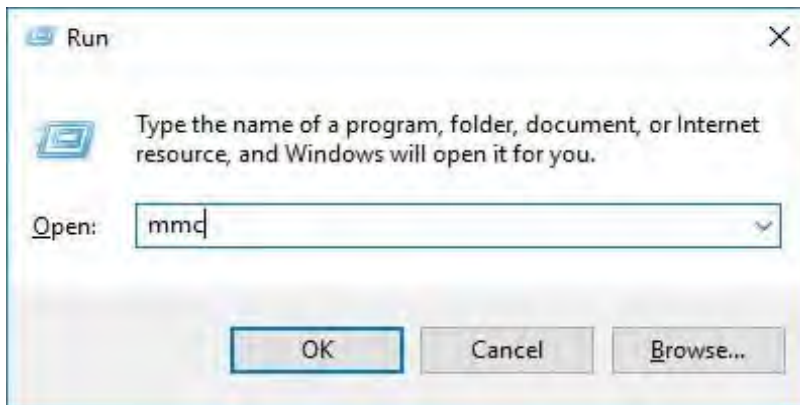 Run
Type the name of a program, folder, document, or Internet
resource, and Windows will open it for you.
Open: mmc
OK Cancel Browse...